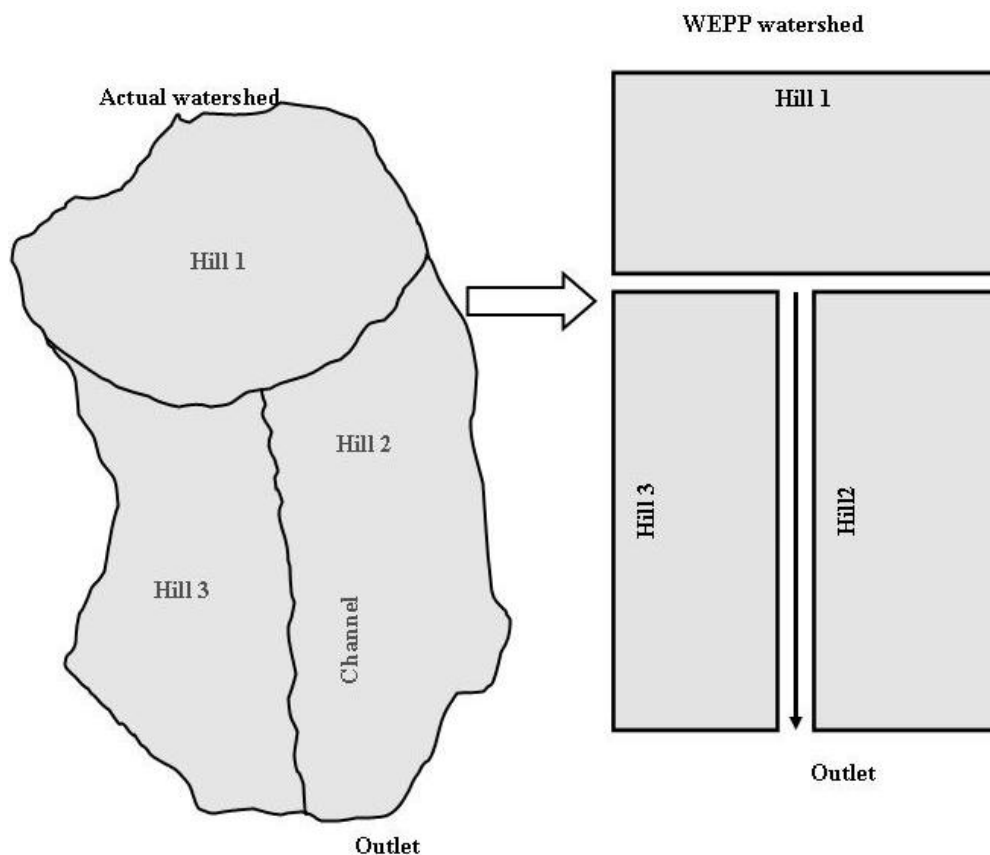 WEPP watershed
Actual watershed
Hill 1
Hill 1
Hill 2
Hill 3
Channel
Outlet
Hill 3
Hill2
Outlet